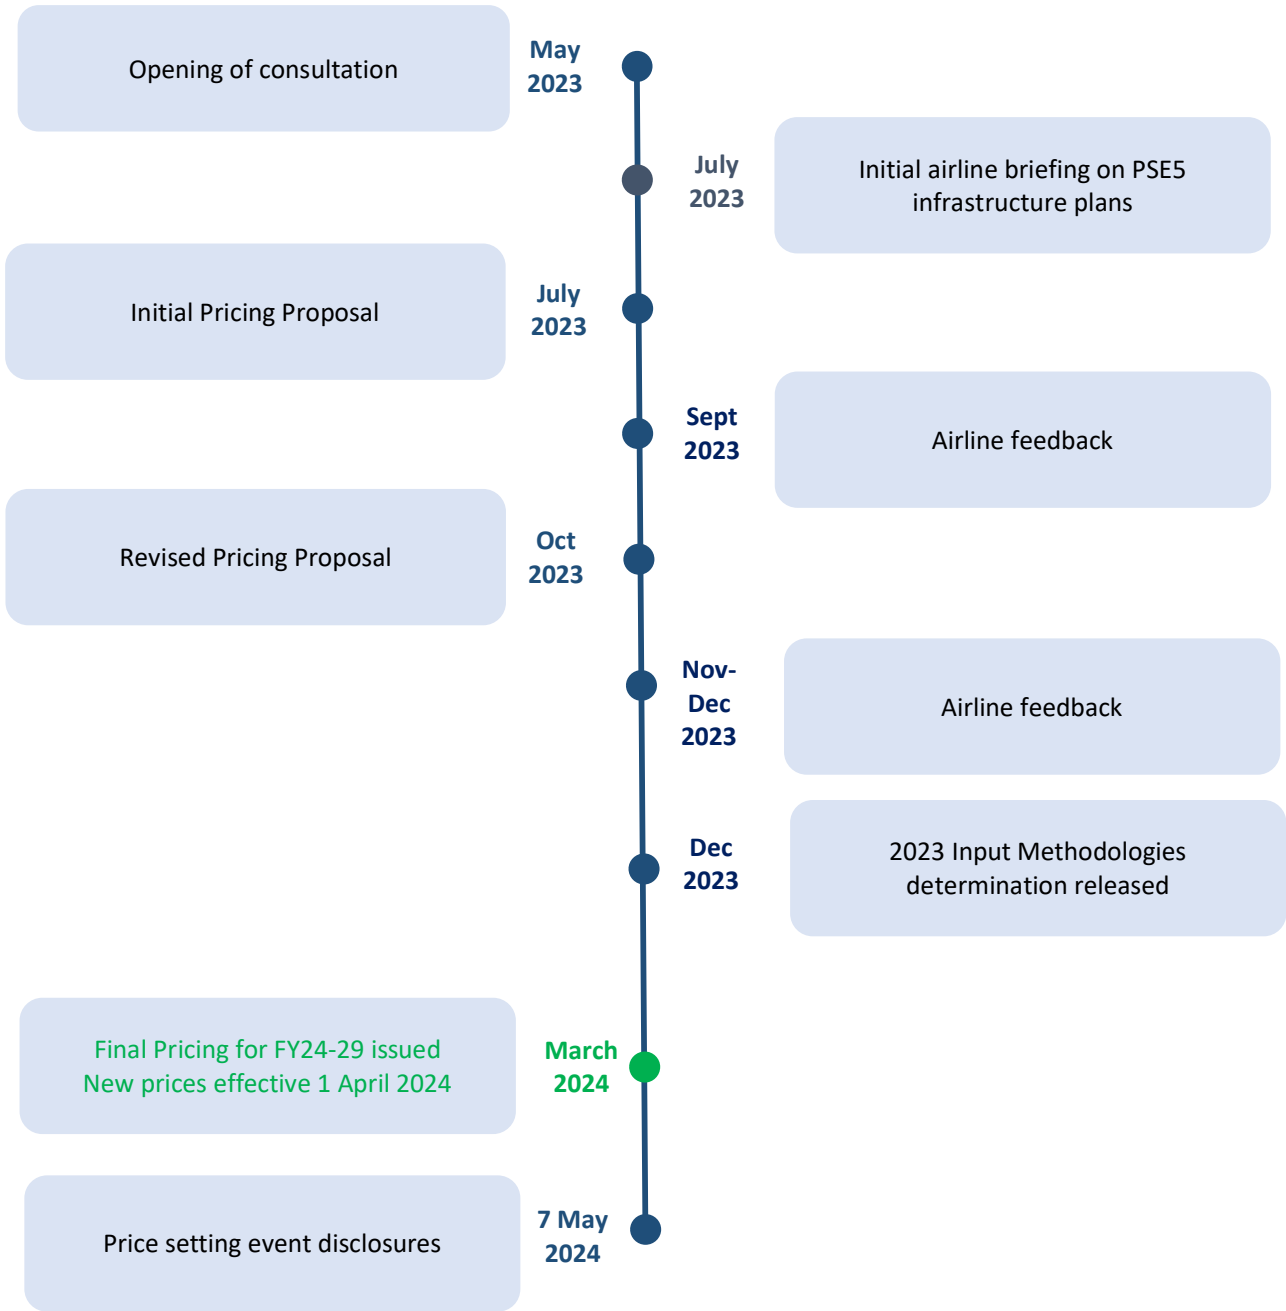 Opening of consultation
May
2023
July
2023
Initial airline briefing on PSE5
infrastructure plans
Initial Pricing Proposal
July
2023
Sept
2023
Airline feedback
Revised Pricing Proposal
Oct
2023
Nov-
Dec
2023
Airline feedback
Dec
2023
2023 Input Methodologies
determination released
Final Pricing for FY24-29 issued
New prices effective 1 April 2024
March
2024
Price setting event disclosures
7 May
2024